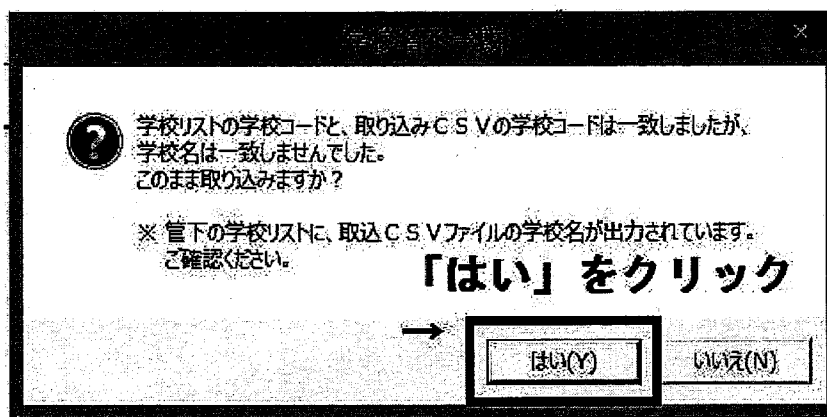 学校リストの学校コードと、取り込みＣＳＶの学校コードは一致しましたが、
学校名は一致しませんでした。
このまま取り込みますか？
※ 管下の学校リストに、取込ＣＳＶファイルの学校名が出力されています。
ご確認ください。
「はい」をクリック
→
はい(Y)
いいえ(N)